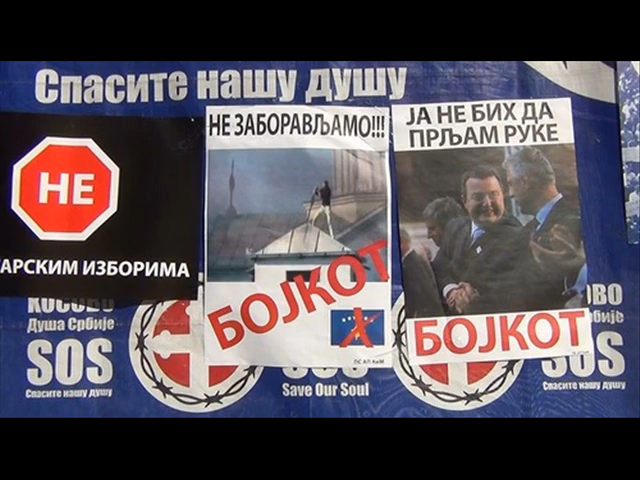 Спасите нашу душу
НЕ
АРСКИМ ИЗБОРИМА
НЕ ЗАБОРАВЉАМО!!!
БОЈКОТ
ЈА НЕ БИХ ДА
ПРЉАМ РУКЕ
БОЈКОТ
КОСОВО
Душа Србије
SOS
Спасите нашу душу
Save Our Soul
ОВО
Србије
SOS
Спасите нашу душу